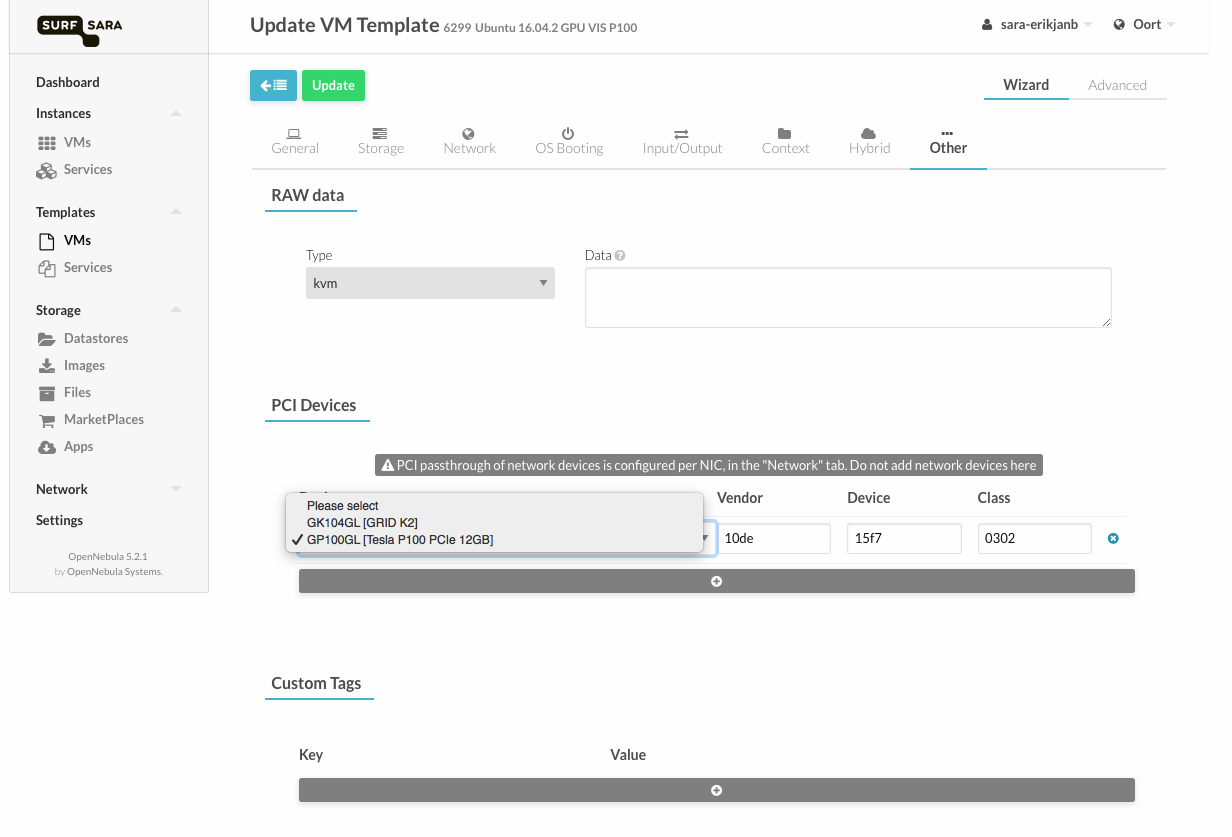 SURF SARA
Update VM Template 6299 Ubuntu 16.04.2 GPU VIS P100
sara-erikjanb
Oort
Dashboard
Instances
VMs
Services
Templates
VMs
Services
Storage
Datastores
Images
Files
MarketPlaces
Apps
Network
Settings
OpenNebula 5.2.1
by OpenNebula Systems.
Update
Wizard
Advanced
General
Storage
Network
OS Booting
Input/Output
Context
Hybrid
Other
RAW data
Type
Data
kvm
PCI Devices
PCI passthrough of network devices is configured per NIC, in the "Network" tab. Do not add network devices here
Vendor
Device
Class
Please select
GK104GL [GRID K2]
GP100GL [Tesla P100 PCIe 12GB]
10de
15f7
0302
Custom Tags
Key
Value